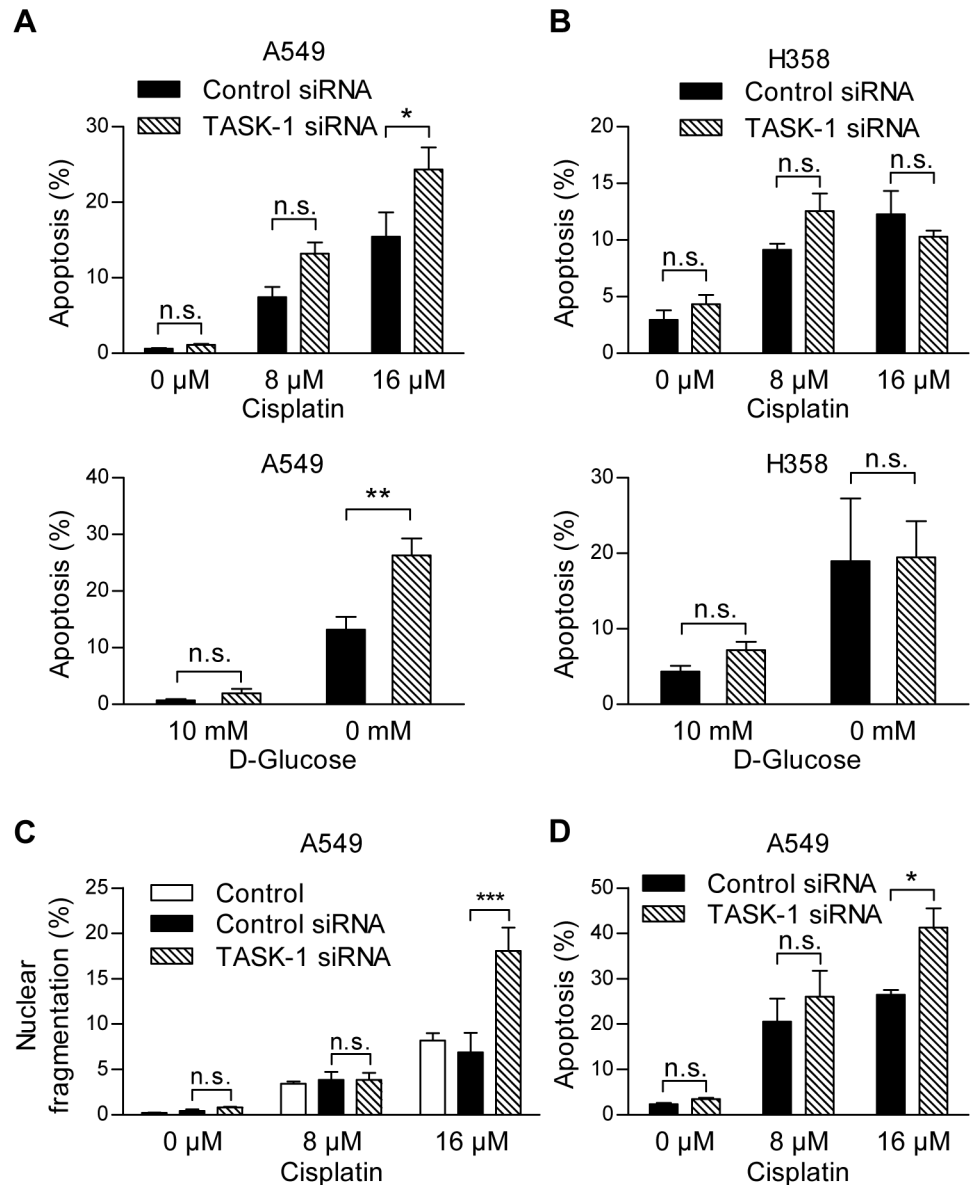 A
A549
Control siRNA
TASK-1 siRNA
Apoptosis (%)
30
20
10
0
n.s.
n.s.
*
0 µM 8 µM 16 µM
Cisplatin
B
H358
Control siRNA
TASK-1 siRNA
Apoptosis (%)
20
15
10
5
0
n.s.
n.s.
n.s.
0 µM 8 µM 16 µM
Cisplatin
A549
Apoptosis (%)
40
30
20
10
0
n.s.
**
10 mM 0 mM
D-Glucose
H358
Apoptosis (%)
30
20
10
0
n.s.
n.s.
10 mM 0 mM
D-Glucose
C
A549
Control
Control siRNA
TASK-1 siRNA
Nuclear
fragmentation (%)
25
20
15
10
5
0
n.s.
n.s.
***
0 µM 8 µM 16 µM
Cisplatin
D
A549
Control siRNA
TASK-1 siRNA
Apoptosis (%)
50
40
30
20
10
0
n.s.
n.s.
*
0 µM 8 µM 16 µM
Cisplatin